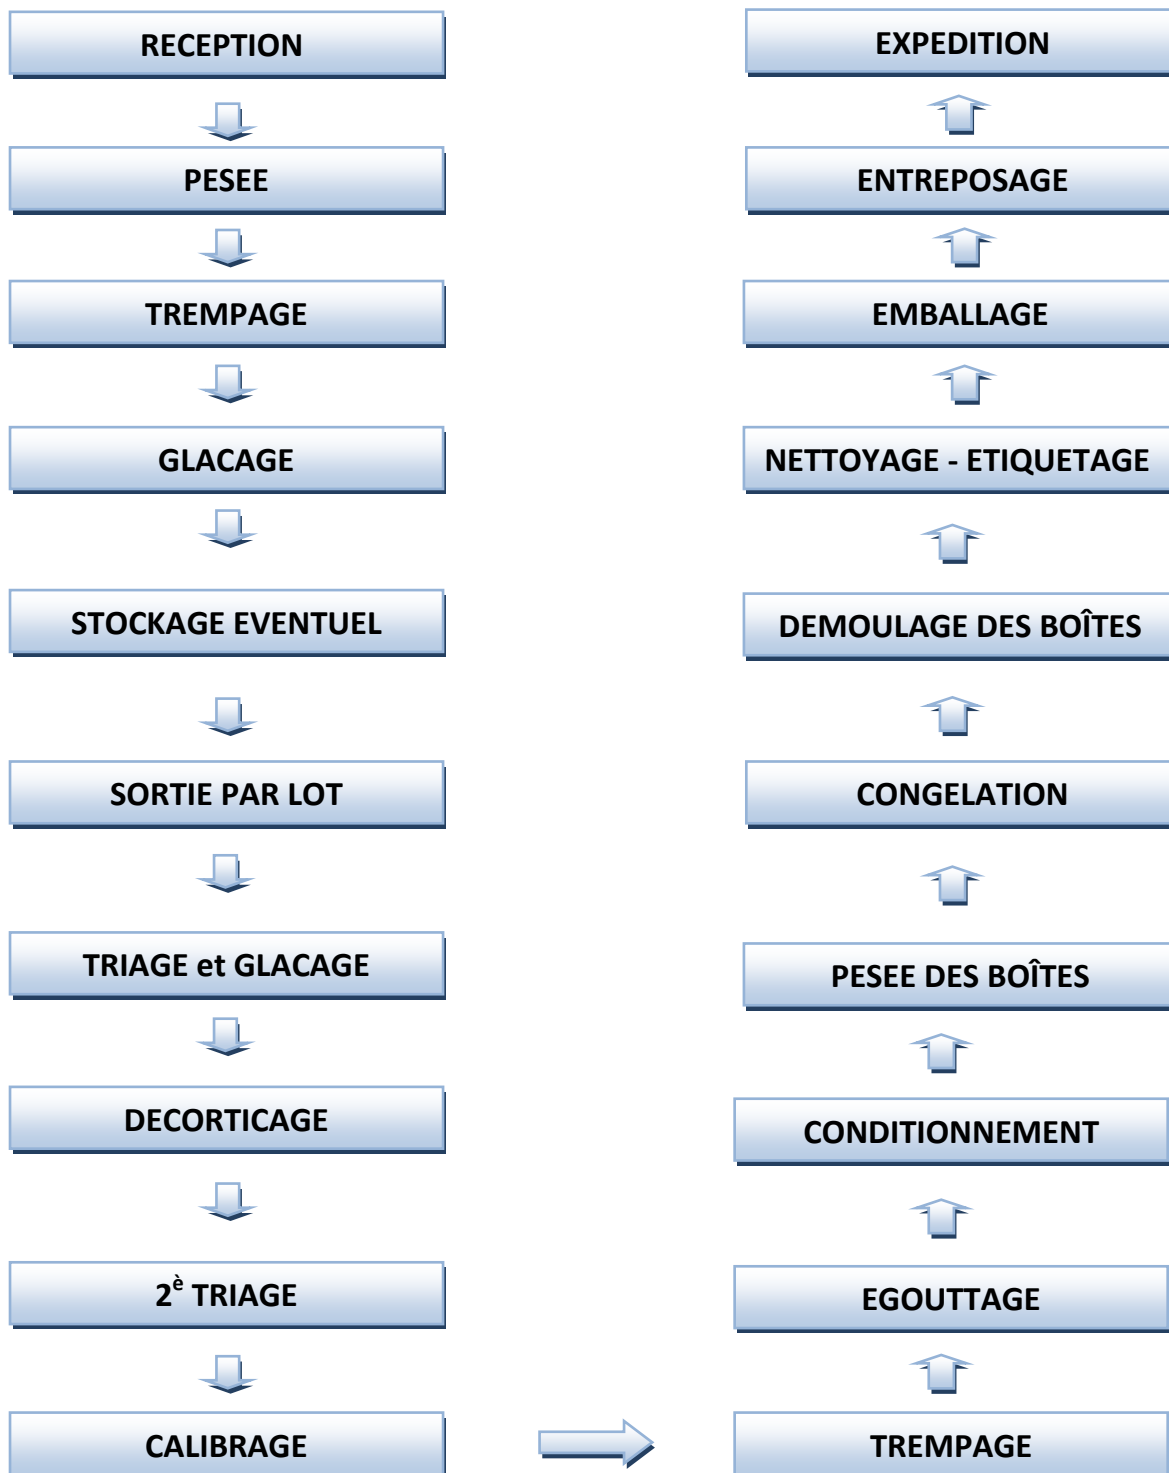 RECEPTION
PESEE
TREMPAGE
GLACAGE
STOCKAGE EVENTUEL
SORTIE PAR LOT
TRIAGE et GLACAGE
DECORTICAGE
2è TRIAGE
CALIBRAGE
TREMPAGE
EGOUTTAGE
CONDITIONNEMENT
PESEE DES BOÎTES
CONGELATION
DEMOULAGE DES BOÎTES
NETTOYAGE - ETIQUETAGE
EMBALLAGE
ENTREPOSAGE
EXPEDITION